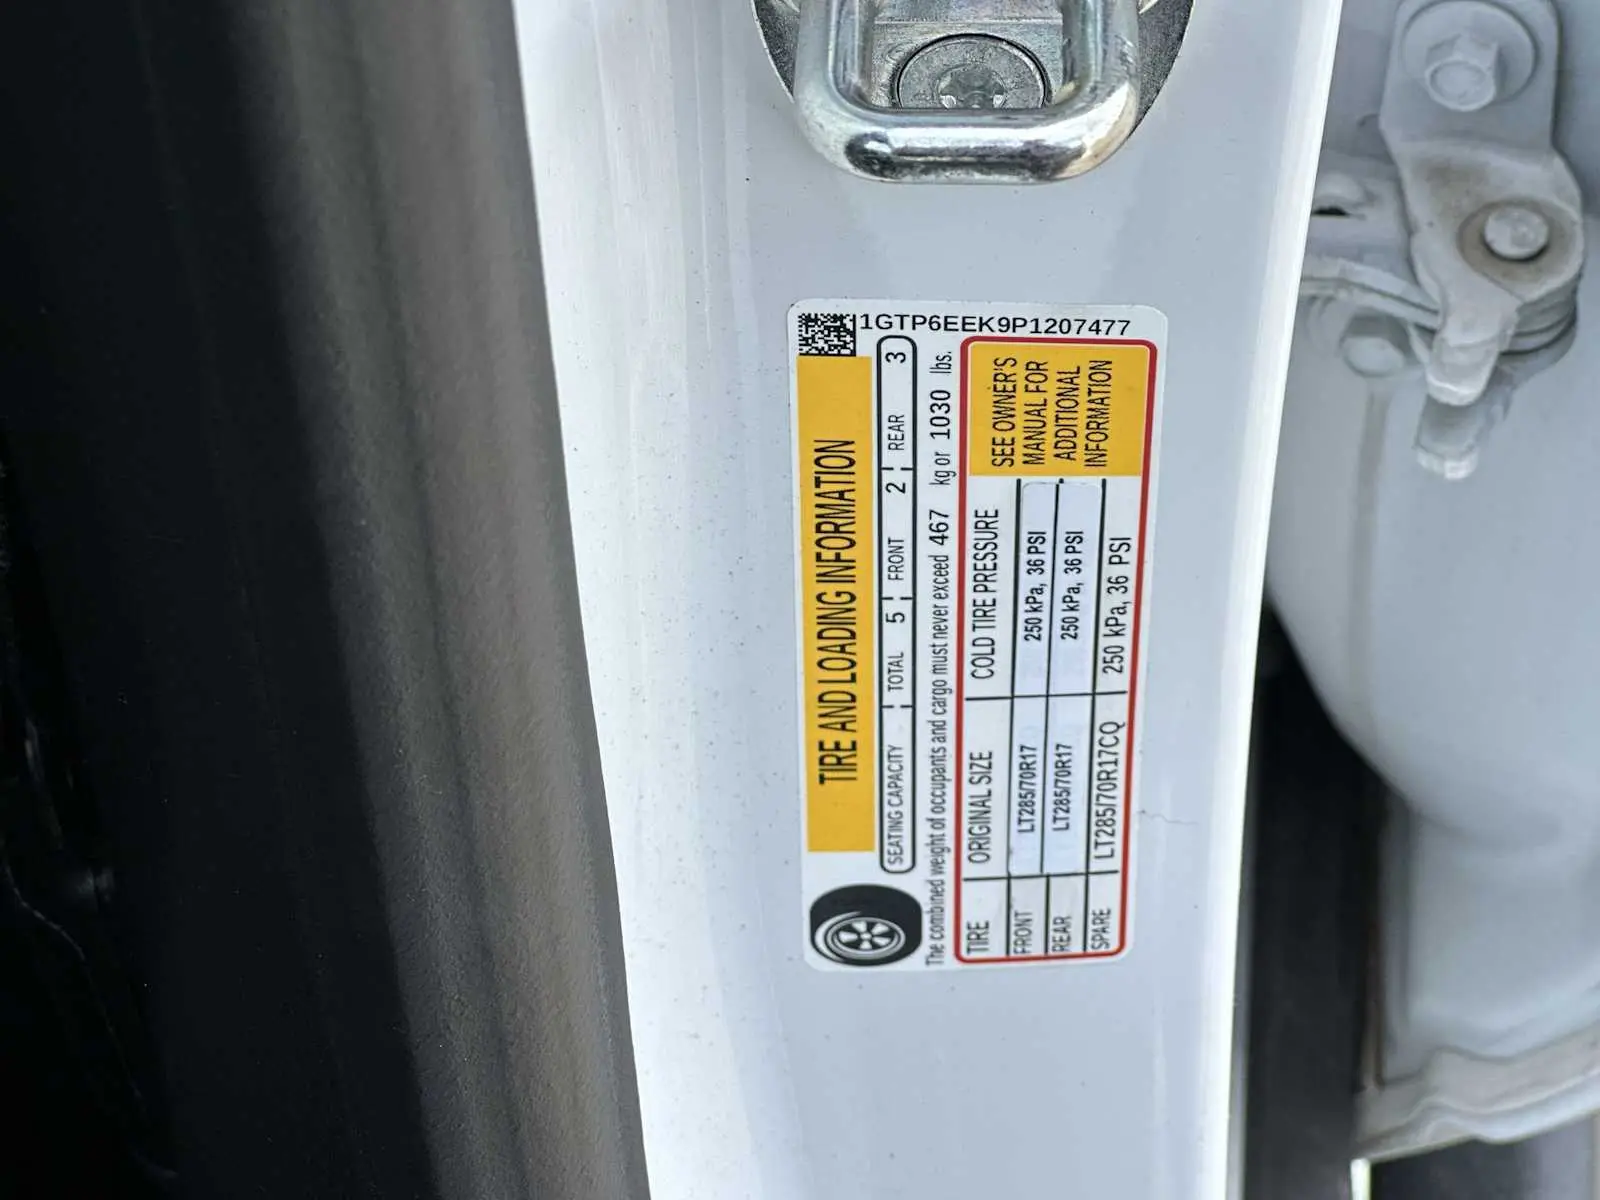 1GTP6EEK9P1207477
TIRE AND LOADING INFORMATION
SEATING CAPACITY TOTAL 5 FRONT 2 REAR 3
The combined weight of occupants and cargo must never exceed 467 kg or 1030 lbs.
TIRE ORIGINAL SIZE COLD TIRE PRESSURE
FRONT LT285/70R17 250 kPa, 36 PSI
REAR LT285/70R17 250 kPa, 36 PSI
SPARE LT285/70R17CQ 250 kPa, 36 PSI
SEE OWNER'S
MANUAL FOR
ADDITIONAL
INFORMATION